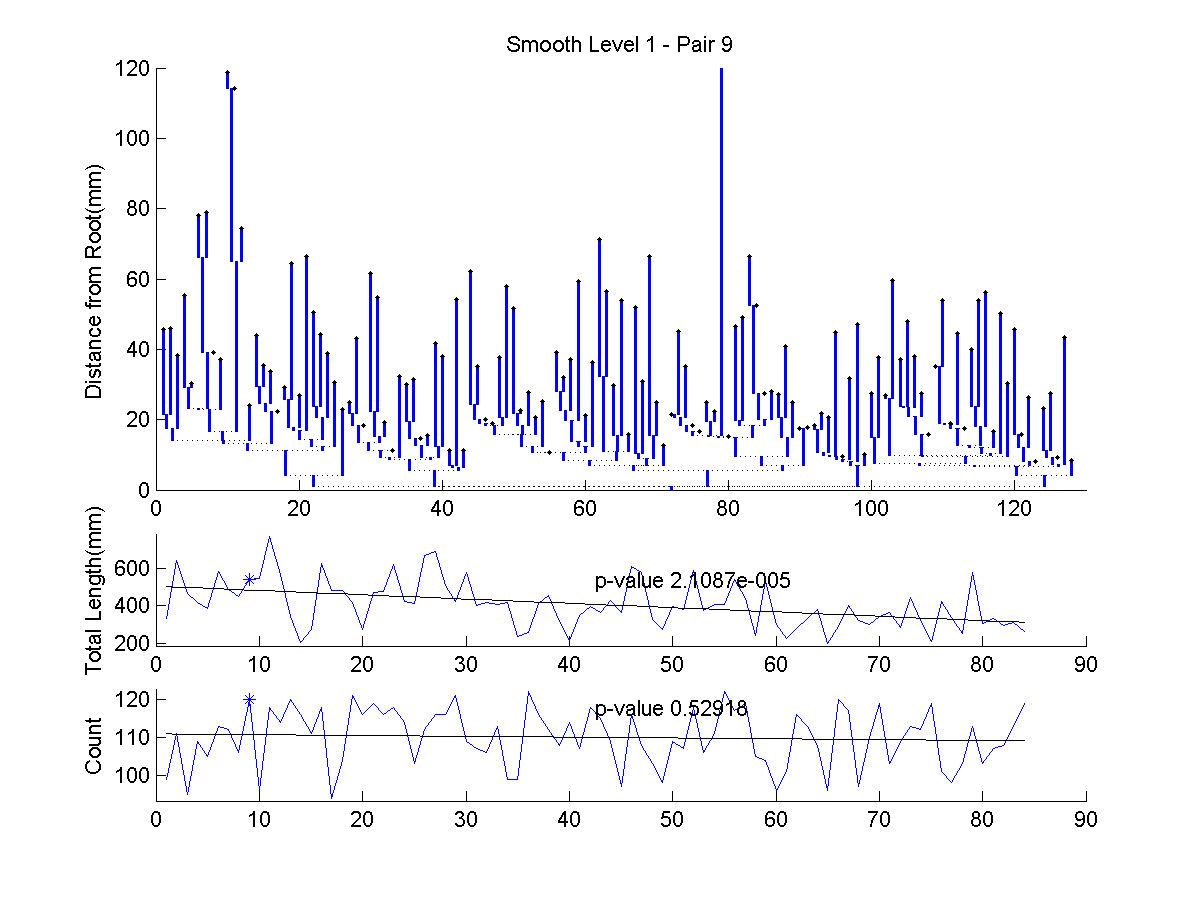 Smooth Level 1 - Pair 9
Distance from Root(mm)
120
100
80
60
40
20
0
0 20 40 60 80 100 120
Total Length(mm)
600
400
200
p-value 2.1087e-005
0 10 20 30 40 50 60 70 80 90
Count
120
110
100
p-value 0.52918
0 10 20 30 40 50 60 70 80 90